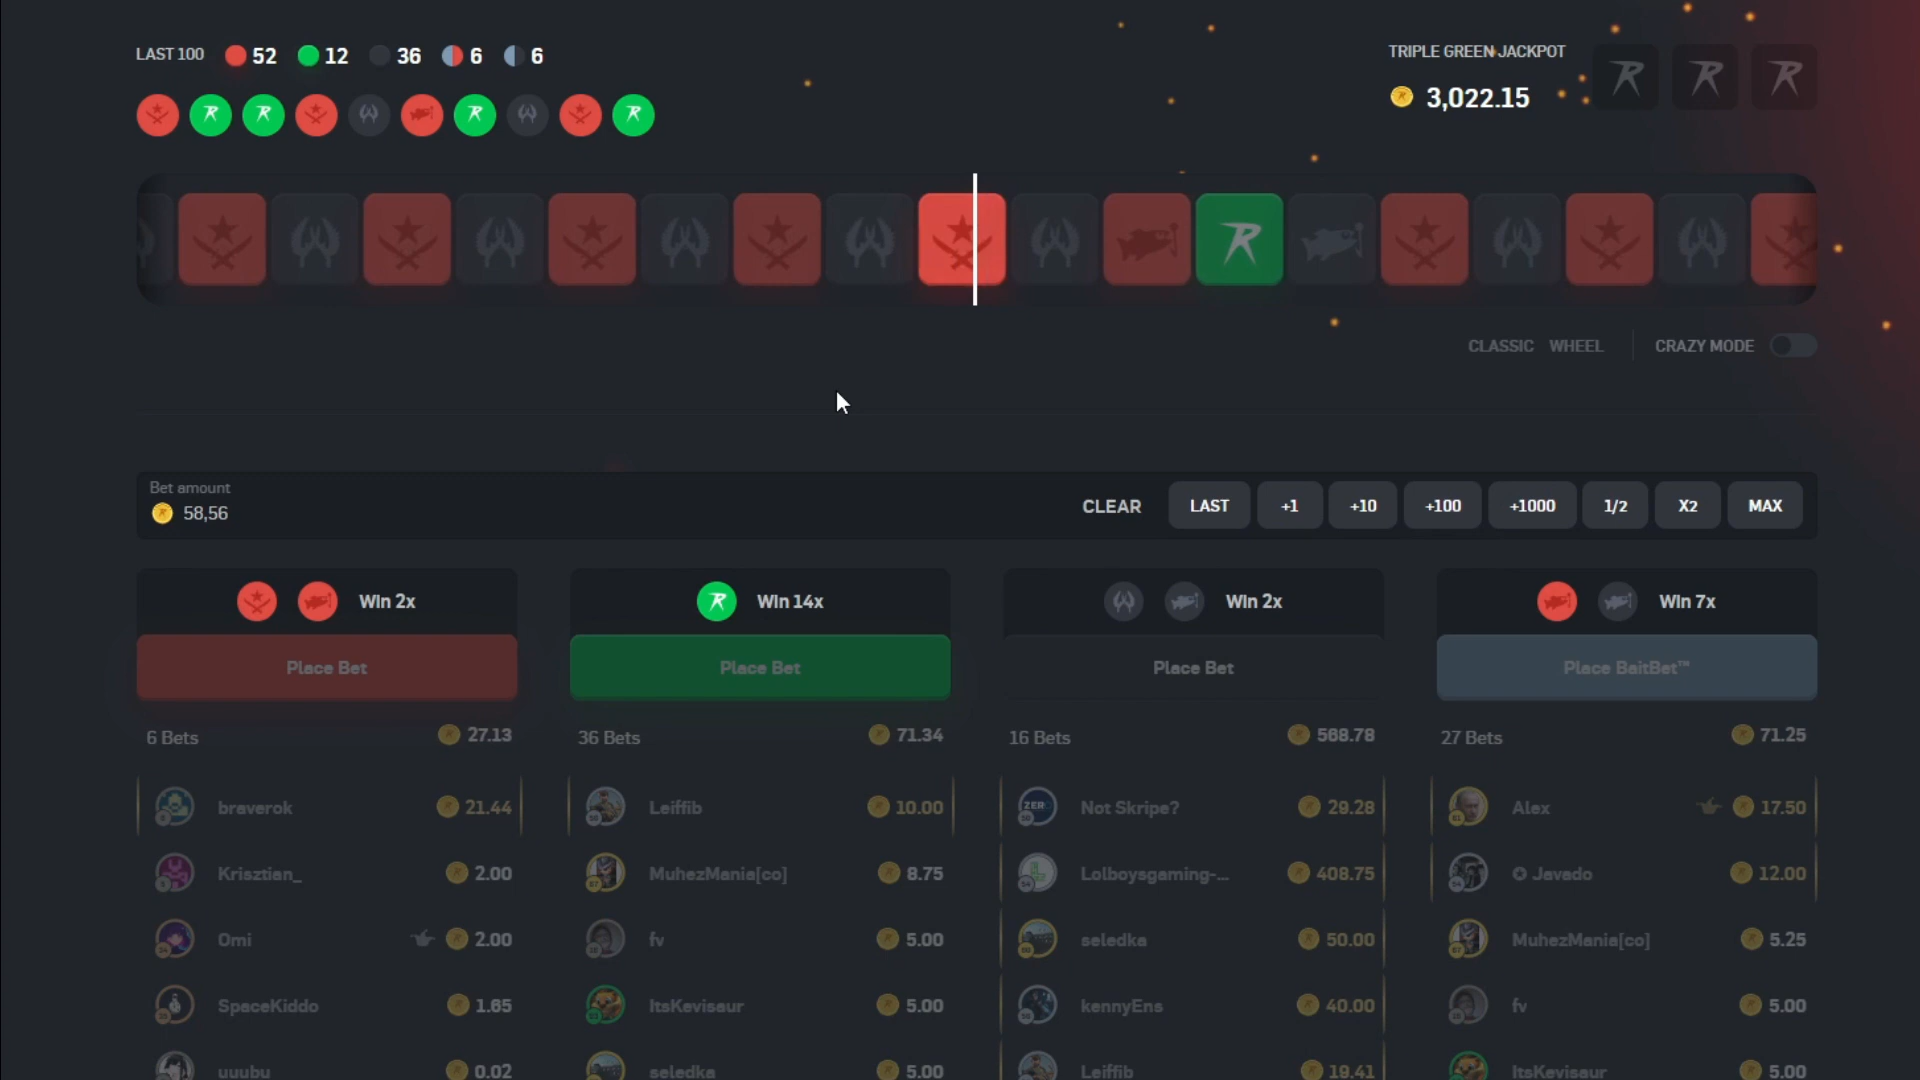 LAST 100 52 12 36 6 6
TRIPLE GREEN JACKPOT
3,022.15
CLASSIC WHEEL CRAZY MODE
Bet amount
58,56
CLEAR LAST +1 +10 +100 +1000 1/2 X2 MAX
Win 2x
Win 14x
Win 2x
Win 7x
Place Bet
Place Bet
Place Bet
Place BaitBet™
6 Bets 27.13
36 Bets 71.34
16 Bets 568.78
27 Bets 71.25
braverok 21.44
Leiffib 10.00
Not Skripe? 29.28
Alex 17.50
Krisztian_ 2.00
MuhezMania[co] 8.75
Lolboysgaming-... 408.75
Javado 12.00
Omi 2.00
fv 5.00
seledka 50.00
MuhezMania[co] 5.25
SpaceKiddo 1.65
ItsKevisaur 5.00
kennyEns 40.00
fv 5.00
uuubu 0.02
seledka 5.00
Leiffib 19.41
ItsKevisaur 5.00